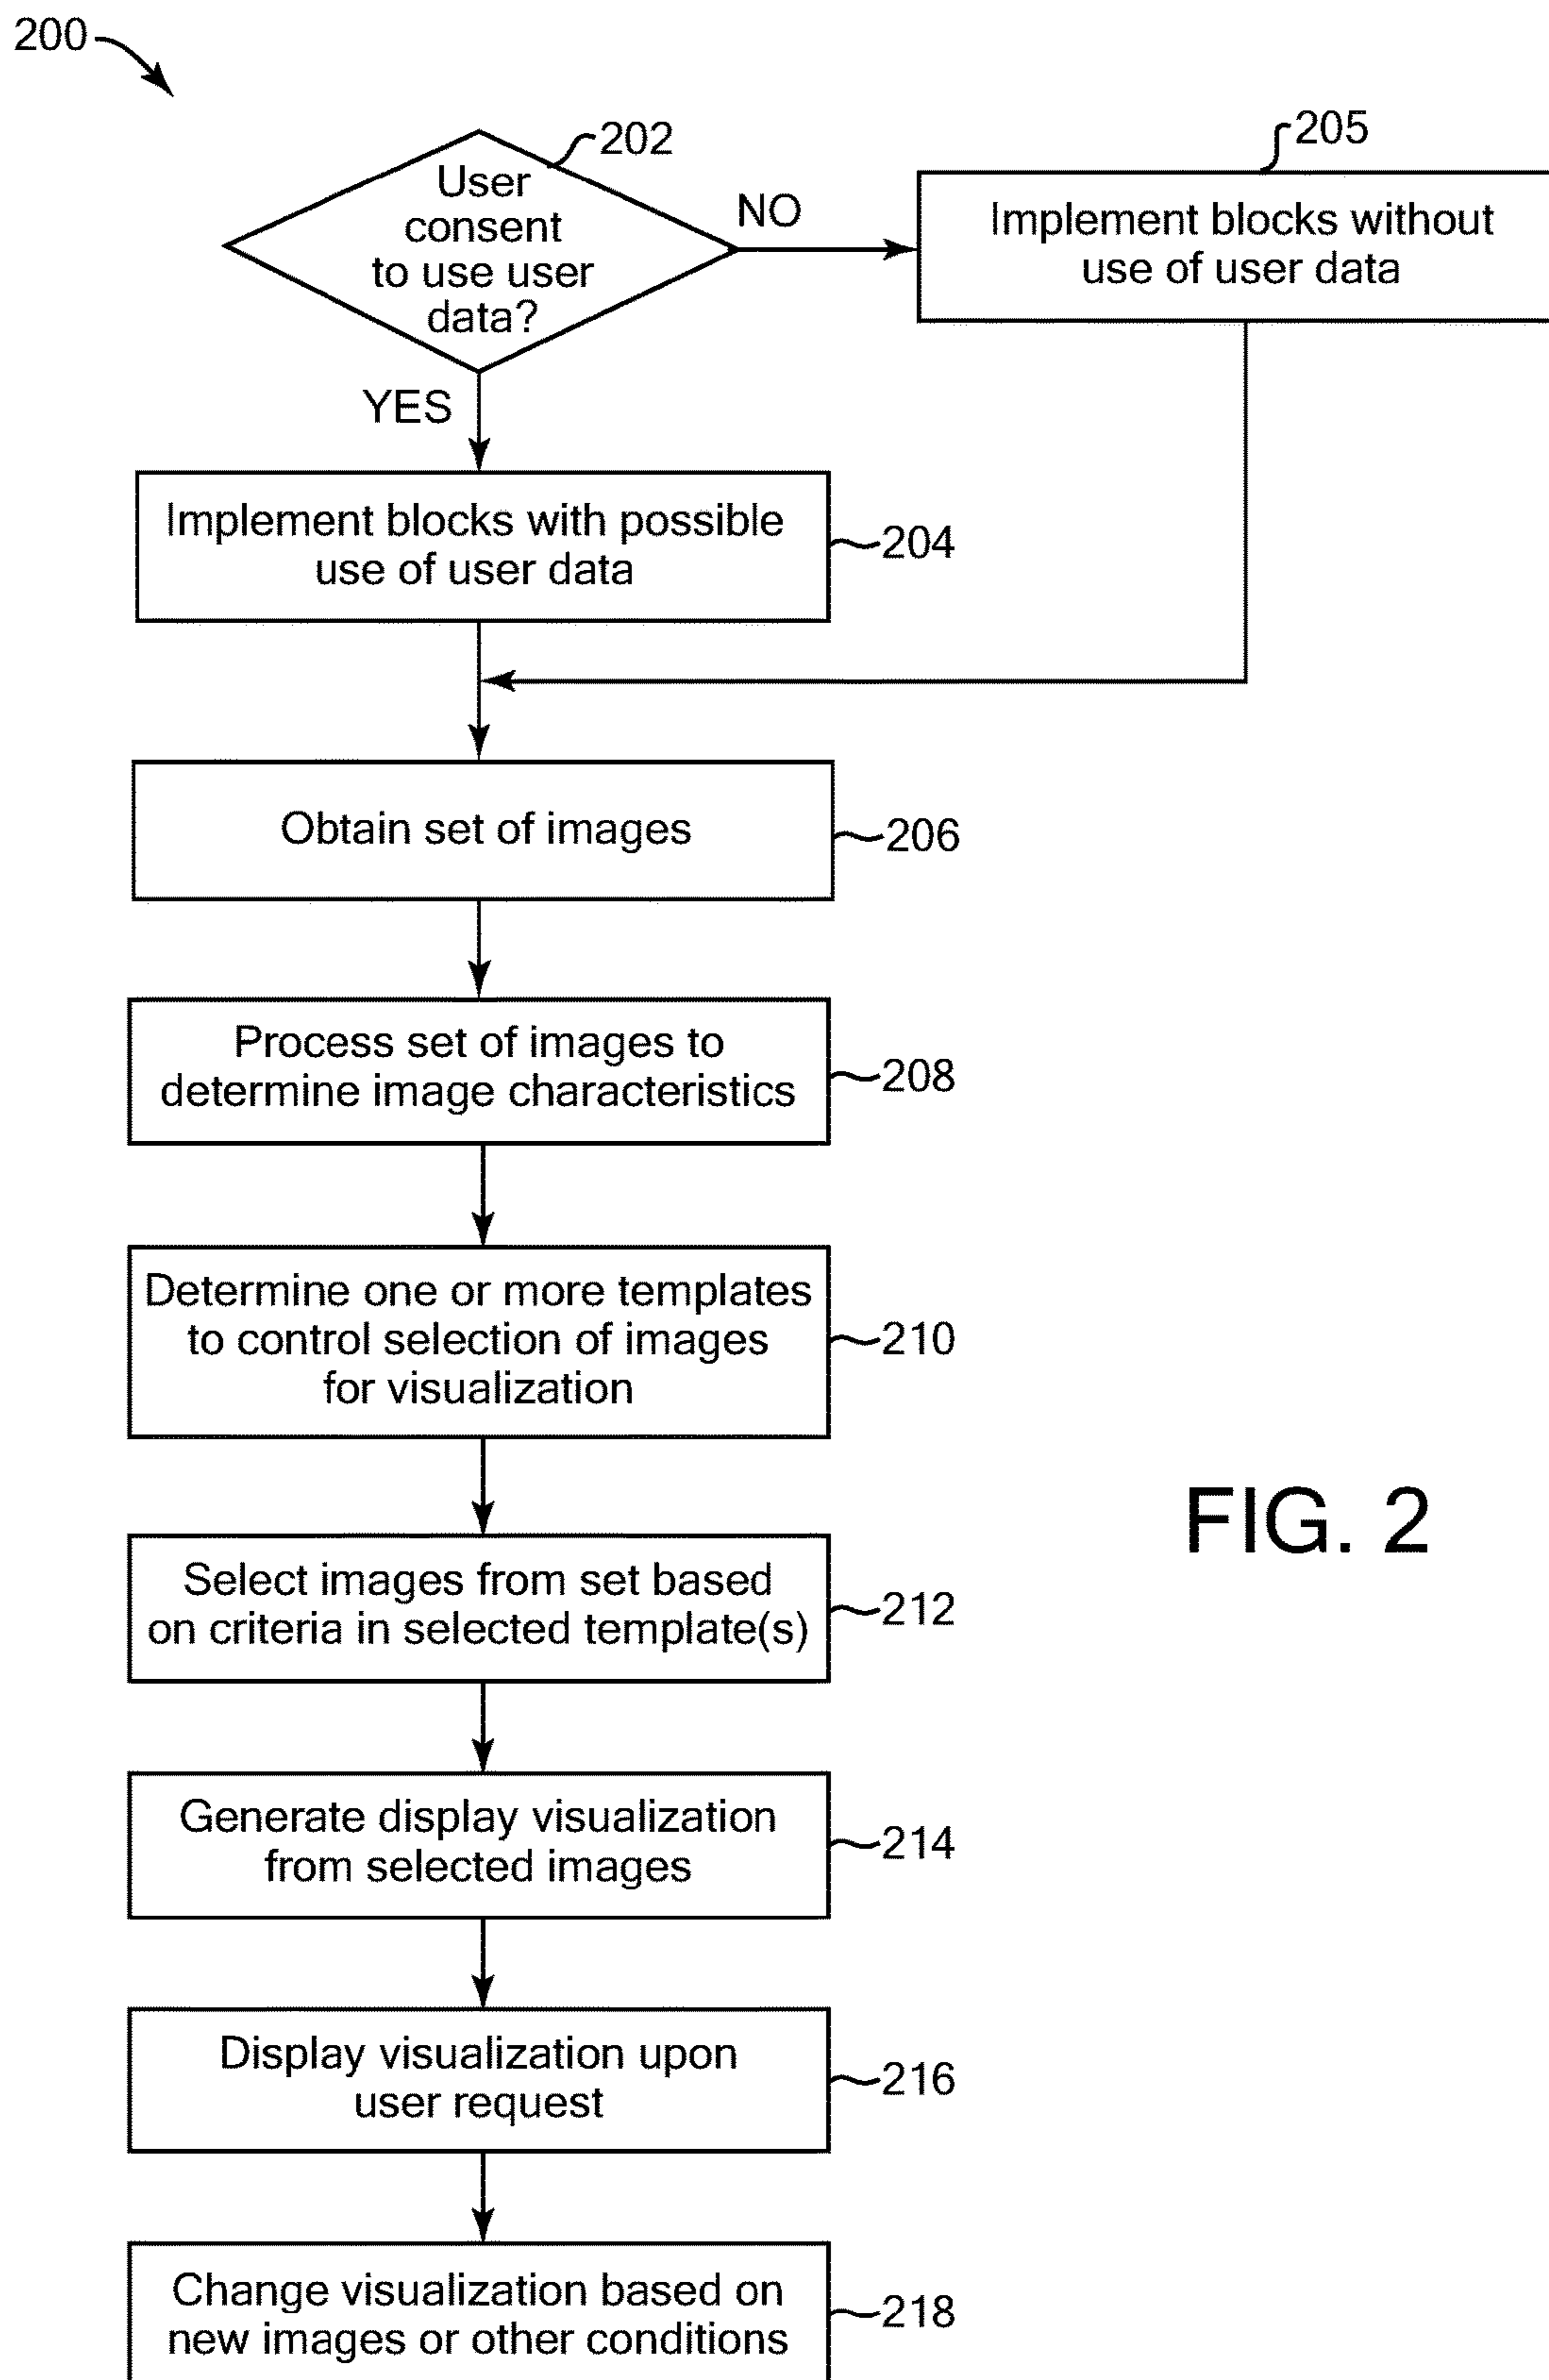 200
202
User
consent
to use user
data?
NO
205
Implement blocks without
use of user data
YES
Implement blocks with possible
use of user data
204
Obtain set of images
206
Process set of images to
determine image characteristics
208
Determine one or more templates
to control selection of images
for visualization
210
FIG. 2
Select images from set based
on criteria in selected template(s)
212
Generate display visualization
from selected images
214
Display visualization upon
user request
216
Change visualization based on
new images or other conditions
218